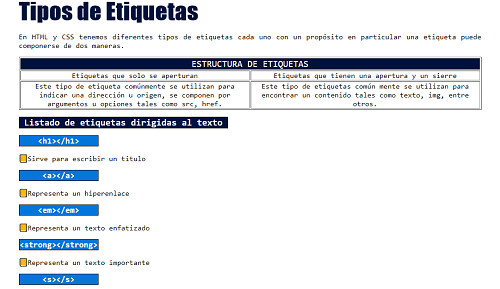 Tipos de Etiquetas
En HTML y CSS tenemos diferentes tipos de etiquetas cada uno con un propósito en particular una etiqueta puede
componerse de dos maneras.
ESTRUCTURA DE ETIQUETAS
Etiquetas que solo se aperturan
Etiquetas que tienen una apertura y un sierre
Este tipo de etiqueta comúnmente se utilizan para
indicar una dirección u origen, se componen por
argumentos u opciones tales como src, href.
Este tipo de etiquetas común mente se utilizan para
encontrar un contenido tales como texto, img, entre
otros.
Listado de etiquetas dirigidas al texto
<h1></h1>
Sirve para escribir un titulo
<a></a>
Representa un hiperenlace
<em></em>
Representa un texto enfatizado
<strong></strong>
Representa un texto importante
<s></s>